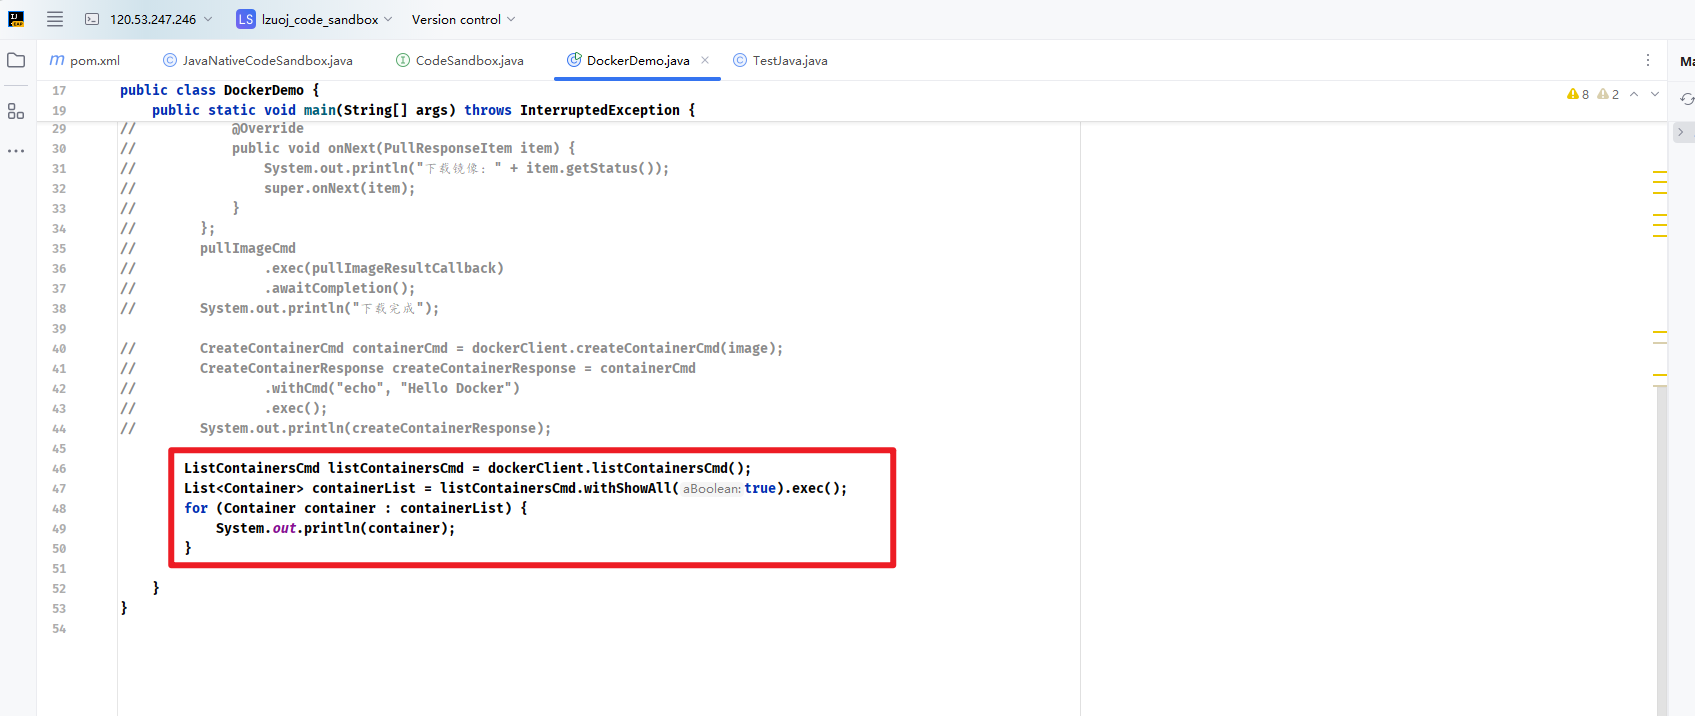 120.53.247.246 LS lzuoj_code_sandbox Version control
pom.xml JavaNativeCodeSandbox.java CodeSandbox.java DockerDemo.java TestJava.java Ma
17 public class DockerDemo { 8 2
19 public static void main(String[] args) throws InterruptedException {
29 // @Override
30 // public void onNext(PullResponseItem item) {
31 // System.out.println("下载镜像: " + item.getStatus());
32 // super.onNext(item);
33 // }
34 // };
35 // pullImageCmd
36 // .exec(pullImageResultCallback)
37 // .awaitCompletion();
38 // System.out.println("下载完成");
39
40 // CreateContainerCmd containerCmd = dockerClient.createContainerCmd(image);
41 // CreateContainerResponse createContainerResponse = containerCmd
42 // .withCmd("echo", "Hello Docker")
43 // .exec();
44 // System.out.println(createContainerResponse);
45
46 ListContainersCmd listContainersCmd = dockerClient.listContainersCmd();
47 List<Container> containerList = listContainersCmd.withShowAll( aBoolean: true).exec();
48 for (Container container : containerList) {
49 System.out.println(container);
50 }
51
52 }
53 }
54